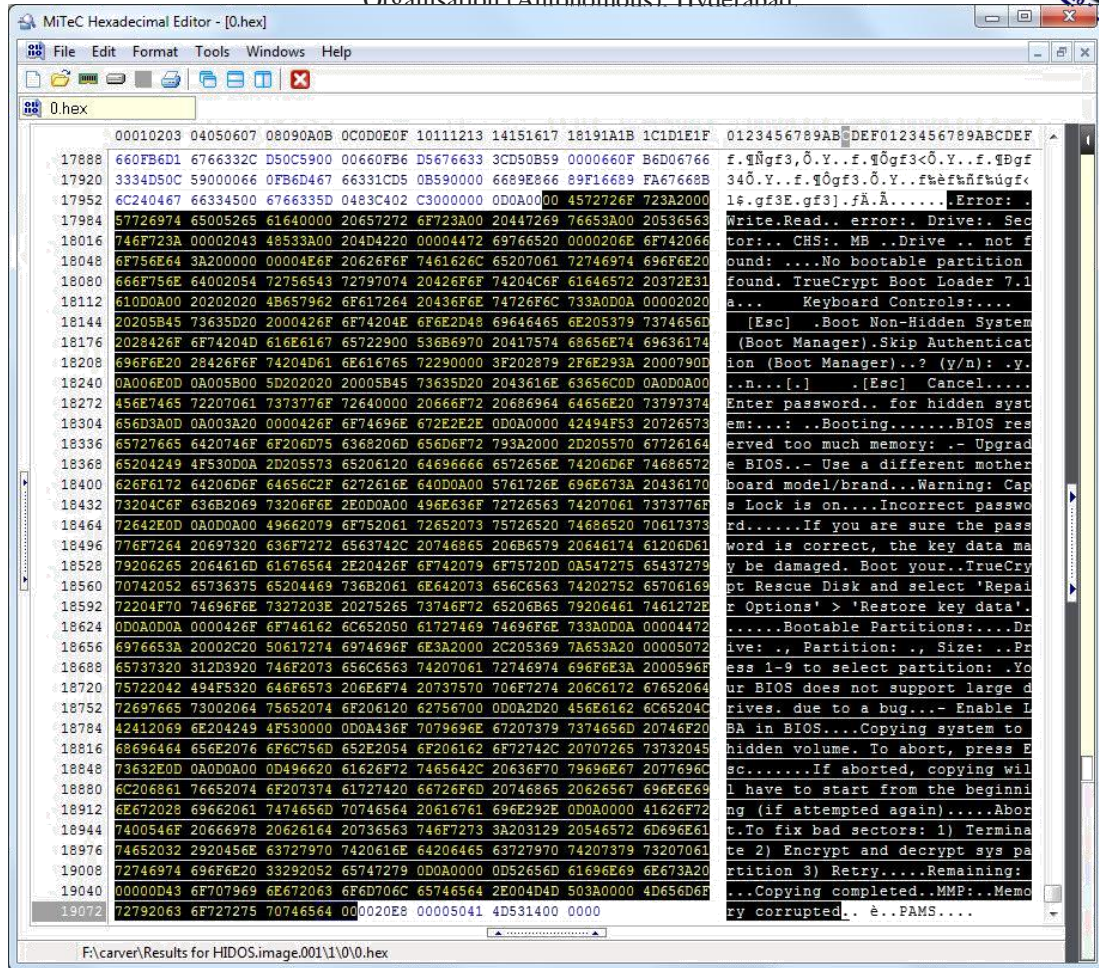 Organisation (Autonomous), Hyderabad.
MiTeC Hexadecimal Editor - [0.hex]
File Edit Format Tools Windows Help
0.hex
00010203 04050607 08090A0B 0C0D0E0F 10111213 14151617 18191A1B 1C1D1E1F 0123456789ABCDEF0123456789ABCDEF
17888 660FB6D1 6766332C D50C5900 00660FB6 D5676633 3CD50B59 0000660F B6D06766 f.¶Ñgf3,Õ.Y..f.¶Õgf3<Õ.Y..f.¶Ðgf
17920 3334D50C 59000066 0FB6D467 66331CD5 0B590000 6689E866 89F16689 FA67668B 34Õ.Y..f.¶Ôgf3.Õ.Y..f‰èf‰ñf‰úgf‹
17952 6C240467 66334500 6766335D 0483C402 C3000000 0D0A0000 4572726F 723A2000 l$.gf3E.gf3].ƒÄ.Ã.......Error: .
17984 57726974 65005265 61640000 20657272 6F723A00 20447269 76653A00 20536563 Write.Read.. error:. Drive:. Sec
18016 746F723A 00002043 48533A00 204D4220 00004472 69766520 0000206E 6F742066 tor:.. CHS:. MB ..Drive .. not f
18048 6F756E64 3A200000 00004E6F 20626F6F 7461626C 65207061 72746974 696F6E20 ound: ....No bootable partition
18080 666F756E 64002054 72756543 72797074 20426F6F 74204C6F 61646572 20372E31 found. TrueCrypt Boot Loader 7.1
18112 610D0A00 20202020 4B657962 6F617264 20436F6E 74726F6C 733A0D0A 00002020 a...    Keyboard Controls:....
18144 20205B45 73635D20 2000426F 6F74204E 6F6E2D48 69646465 6E205379 7374656D [Esc]  .Boot Non-Hidden System
18176 2028426F 6F74204D 616E6167 65722900 536B6970 20417574 68656E74 69636174 (Boot Manager).Skip Authenticat
18208 696F6E20 28426F6F 74204D61 6E616765 72290000 3F202879 2F6E293A 2000790D ion (Boot Manager)..? (y/n): .y.
18240 0A006E0D 0A005B00 5D202020 20005B45 73635D20 2043616E 63656C0D 0A0D0A00 ..n...[.]    .[Esc]  Cancel.....
18272 456E7465 72207061 7373776F 72640000 20666F72 20686964 64656E20 73797374 Enter password.. for hidden syst
18304 656D3A0D 0A003A20 0000426F 6F74696E 672E2E2E 0D0A0000 42494F53 20726573 em:...: ..Booting.......BIOS res
18336 65727665 6420746F 6F206D75 6368206D 656D6F72 793A2000 2D205570 67726164 erved too much memory: .- Upgrad
18368 65204249 4F530D0A 2D205573 65206120 64696666 6572656E 74206D6F 74686572 e BIOS..- Use a different mother
18400 626F6172 64206D6F 64656C2F 6272616E 640D0A00 5761726E 696E673A 20436170 board model/brand...Warning: Cap
18432 73204C6F 636B2069 73206F6E 2E0D0A00 496E636F 72726563 74207061 7373776F s Lock is on....Incorrect passwo
18464 72642E0D 0A0D0A00 49662079 6F752061 72652073 75726520 74686520 70617373 rd......If you are sure the pass
18496 776F7264 20697320 636F7272 6563742C 20746865 206B6579 20646174 61206D61 word is correct, the key data ma
18528 79206265 2064616D 61676564 2E20426F 6F742079 6F75720D 0A547275 65437279 y be damaged. Boot your..TrueCry
18560 70742052 65736375 65204469 736B2061 6E642073 656C6563 74202752 65706169 pt Rescue Disk and select 'Repai
18592 72204F70 74696F6E 7327203E 20275265 73746F72 65206B65 79206461 7461272E r Options' > 'Restore key data'.
18624 0D0A0D0A 0000426F 6F746162 6C652050 61727469 74696F6E 733A0D0A 00004472 ......Bootable Partitions:....Dr
18656 6976653A 20002C20 50617274 6974696F 6E3A2000 2C205369 7A653A20 00005072 ive: ., Partition: ., Size: ..Pr
18688 65737320 312D3920 746F2073 656C6563 74207061 72746974 696F6E3A 2000596F ess 1-9 to select partition: .Yo
18720 75722042 494F5320 646F6573 206E6F74 20737570 706F7274 206C6172 67652064 ur BIOS does not support large d
18752 72697665 73002064 75652074 6F206120 62756700 0D0A2D20 456E6162 6C65204C rives. due to a bug...- Enable L
18784 42412069 6E204249 4F530000 0D0A436F 7079696E 67207379 7374656D 20746F20 BA in BIOS....Copying system to
18816 68696464 656E2076 6F6C756D 652E2054 6F206162 6F72742C 20707265 73732045 hidden volume. To abort, press E
18848 73632E0D 0A0D0A00 0D496620 61626F72 7465642C 20636F70 79696E67 2077696C sc.......If aborted, copying wil
18880 6C206861 76652074 6F207374 61727420 66726F6D 20746865 20626567 696E6E69 l have to start from the beginni
18912 6E672028 69662061 7474656D 70746564 20616761 696E292E 0D0A0000 41626F72 ng (if attempted again).....Abor
18944 7400546F 20666978 20626164 20736563 746F7273 3A203129 20546572 6D696E61 t.To fix bad sectors: 1) Termina
18976 74652032 2920456E 63727970 7420616E 64206465 63727970 74207379 73207061 te 2) Encrypt and decrypt sys pa
19008 72746974 696F6E20 33292052 65747279 0D0A0000 0D52656D 61696E69 6E673A20 rtition 3) Retry.....Remaining:
19040 00000D43 6F707969 6E672063 6F6D706C 65746564 2E004D4D 503A0000 4D656D6F ...Copying completed..MMP:..Memo
19072 72792063 6F727275 70746564 000020E8 00005041 4D531400 0000 ry corrupted.. è..PAMS....
F:\carver\Results for HIDOS.image.001\1\0\0.hex